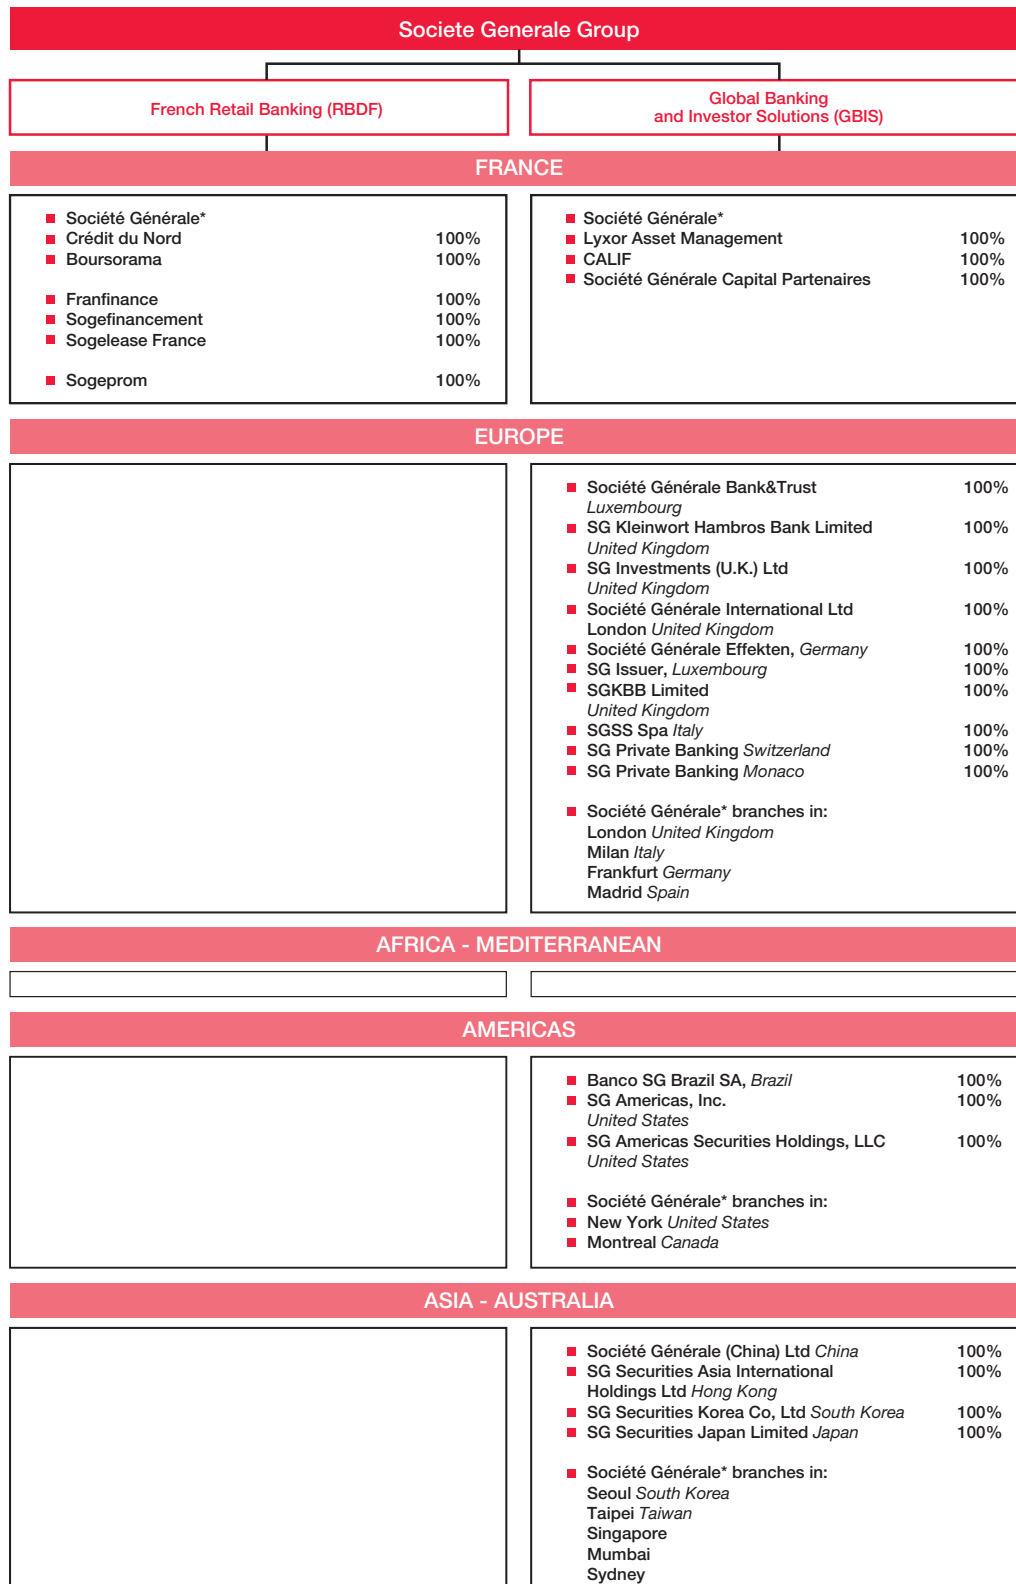 Societe Generale Group
French Retail Banking (RBDF)
Global Banking
and Investor Solutions (GBIS)
FRANCE
Société Générale*
Crédit du Nord 100%
Boursorama 100%
Franfinance 100%
Sogefinancement 100%
Sogelease France 100%
Sogeprom 100%
Société Générale*
Lyxor Asset Management 100%
CALIF 100%
Société Générale Capital Partenaires 100%
EUROPE
Société Générale Bank&Trust 100%
Luxembourg
SG Kleinwort Hambros Bank Limited 100%
United Kingdom
SG Investments (U.K.) Ltd 100%
United Kingdom
Société Générale International Ltd 100%
London United Kingdom
Société Générale Effekten, Germany 100%
SG Issuer, Luxembourg 100%
SGKBB Limited 100%
United Kingdom
SGSS Spa Italy 100%
SG Private Banking Switzerland 100%
SG Private Banking Monaco 100%
Société Générale* branches in:
London United Kingdom
Milan Italy
Frankfurt Germany
Madrid Spain
AFRICA - MEDITERRANEAN
AMERICAS
Banco SG Brazil SA, Brazil 100%
SG Americas, Inc. 100%
United States
SG Americas Securities Holdings, LLC 100%
United States
Société Générale* branches in:
New York United States
Montreal Canada
ASIA - AUSTRALIA
Société Générale (China) Ltd China 100%
SG Securities Asia International 100%
Holdings Ltd Hong Kong
SG Securities Korea Co, Ltd South Korea 100%
SG Securities Japan Limited Japan 100%
Société Générale* branches in:
Seoul South Korea
Taipei Taiwan
Singapore
Mumbai
Sydney